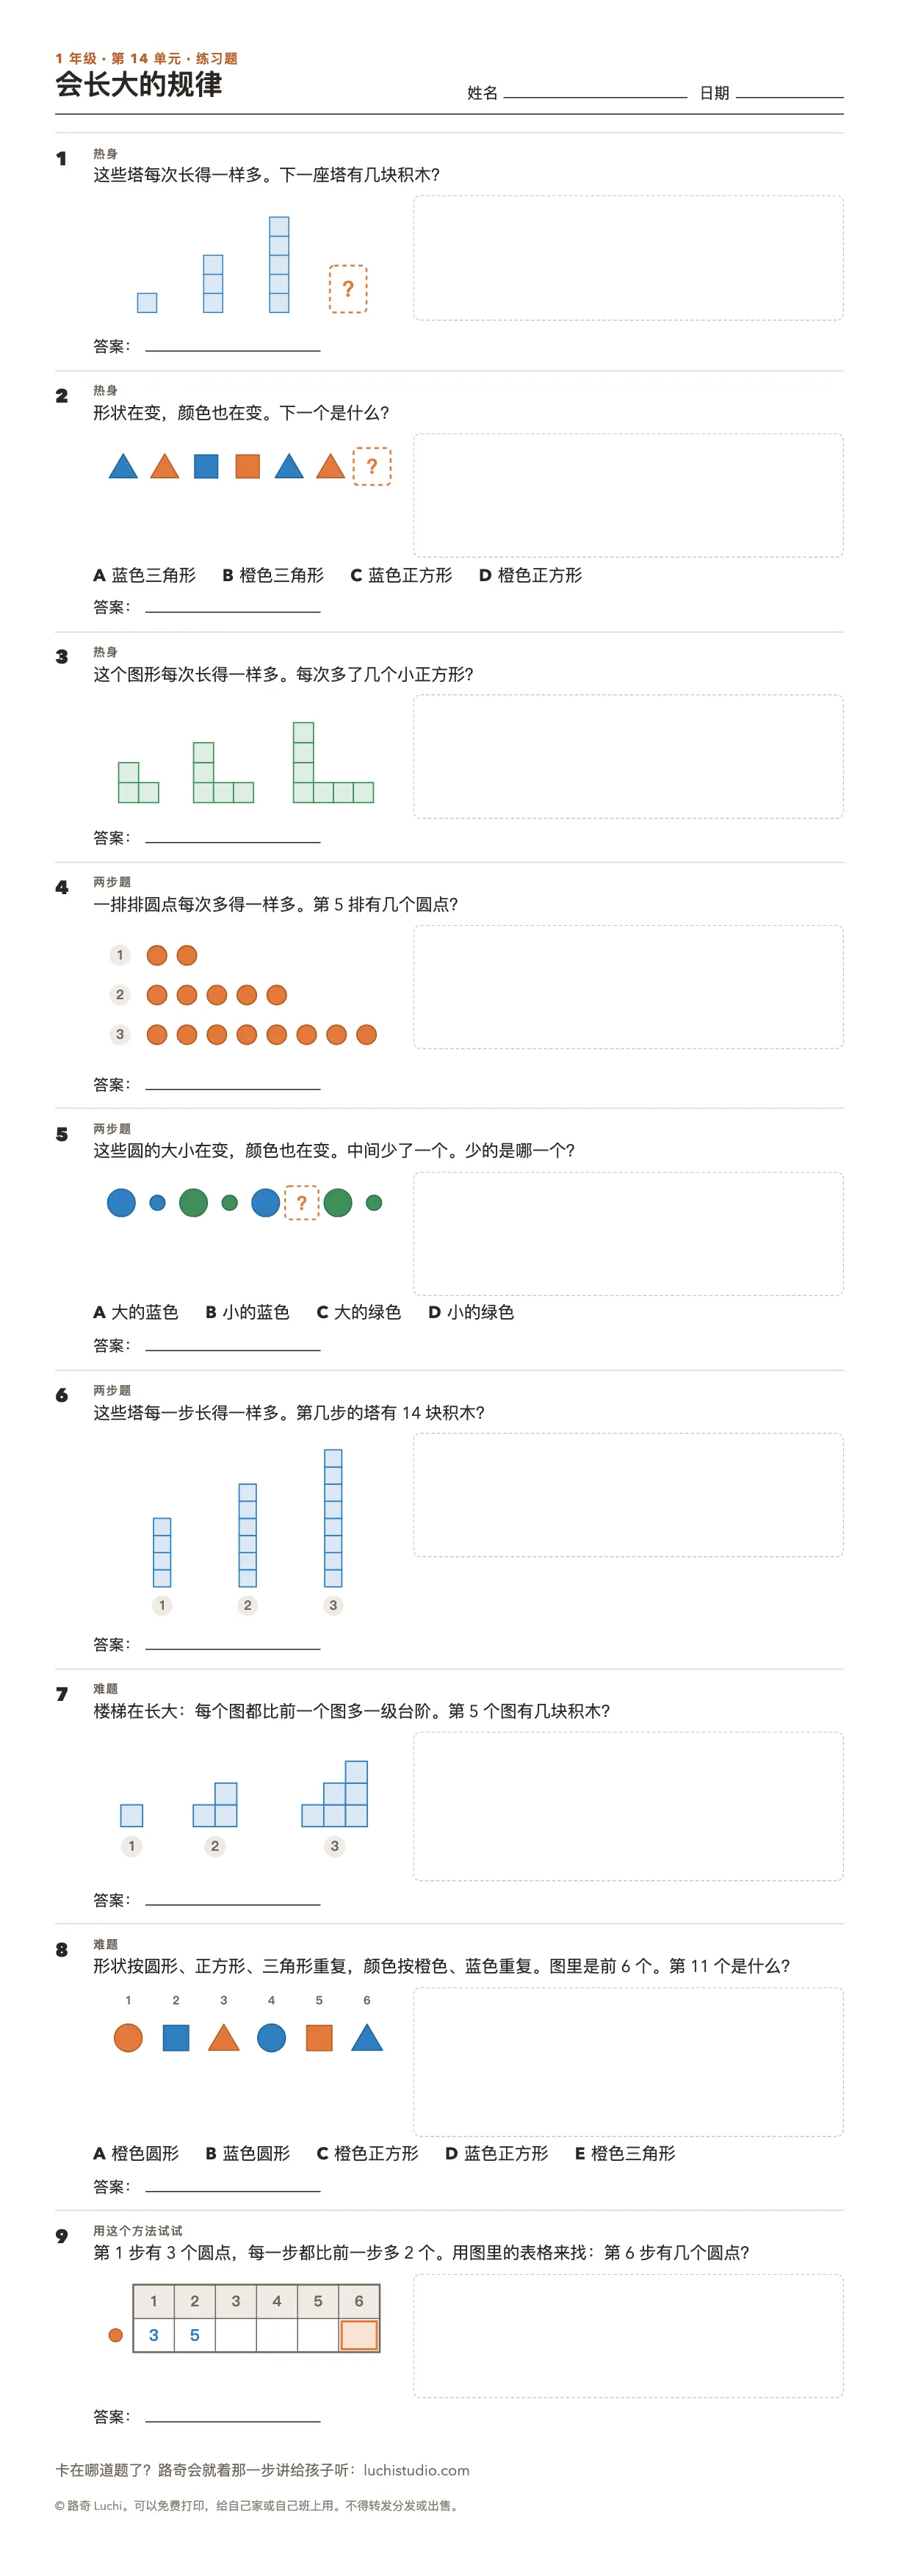 1 年级 · 第 14 单元 · 练习题
会长大的规律
姓名
日期
1
热身
这些塔每次长得一样多。下一座塔有几块积木?
?
答案:
2
热身
形状在变，颜色也在变。下一个是什么?
?
A 蓝色三角形 B 橙色三角形 C 蓝色正方形 D 橙色正方形
答案:
3
热身
这个图形每次长得一样多。每次多了几个小正方形?
答案:
4
两步题
一排排圆点每次多得一样多。第 5 排有几个圆点?
1
2
3
答案:
5
两步题
这些圆的大小在变，颜色也在变。中间少了一个。少的是哪一个?
?
A 大的蓝色 B 小的蓝色 C 大的绿色 D 小的绿色
答案:
6
两步题
这些塔每一步长得一样多。第几步的塔有 14 块积木?
1 2 3
答案:
7
难题
楼梯在长大：每个图都比前一个图多一级台阶。第 5 个图有几块积木?
1 2 3
答案:
8
难题
形状按圆形、正方形、三角形重复，颜色按橙色、蓝色重复。图里是前 6 个。第 11 个是什么?
1 2 3 4 5 6
A 橙色圆形 B 蓝色圆形 C 橙色正方形 D 蓝色正方形 E 橙色三角形
答案:
9
用这个方法试试
第 1 步有 3 个圆点，每一步都比前一步多 2 个。用图里的表格来找：第 6 步有几个圆点?
1 2 3 4 5 6
3 5
答案:
卡在哪道题了？路奇会就着那一步讲给孩子听：luchistudio.com
© 路奇 Luchi。可以免费打印，给自己家或自己班上用。不得转发分发或出售。